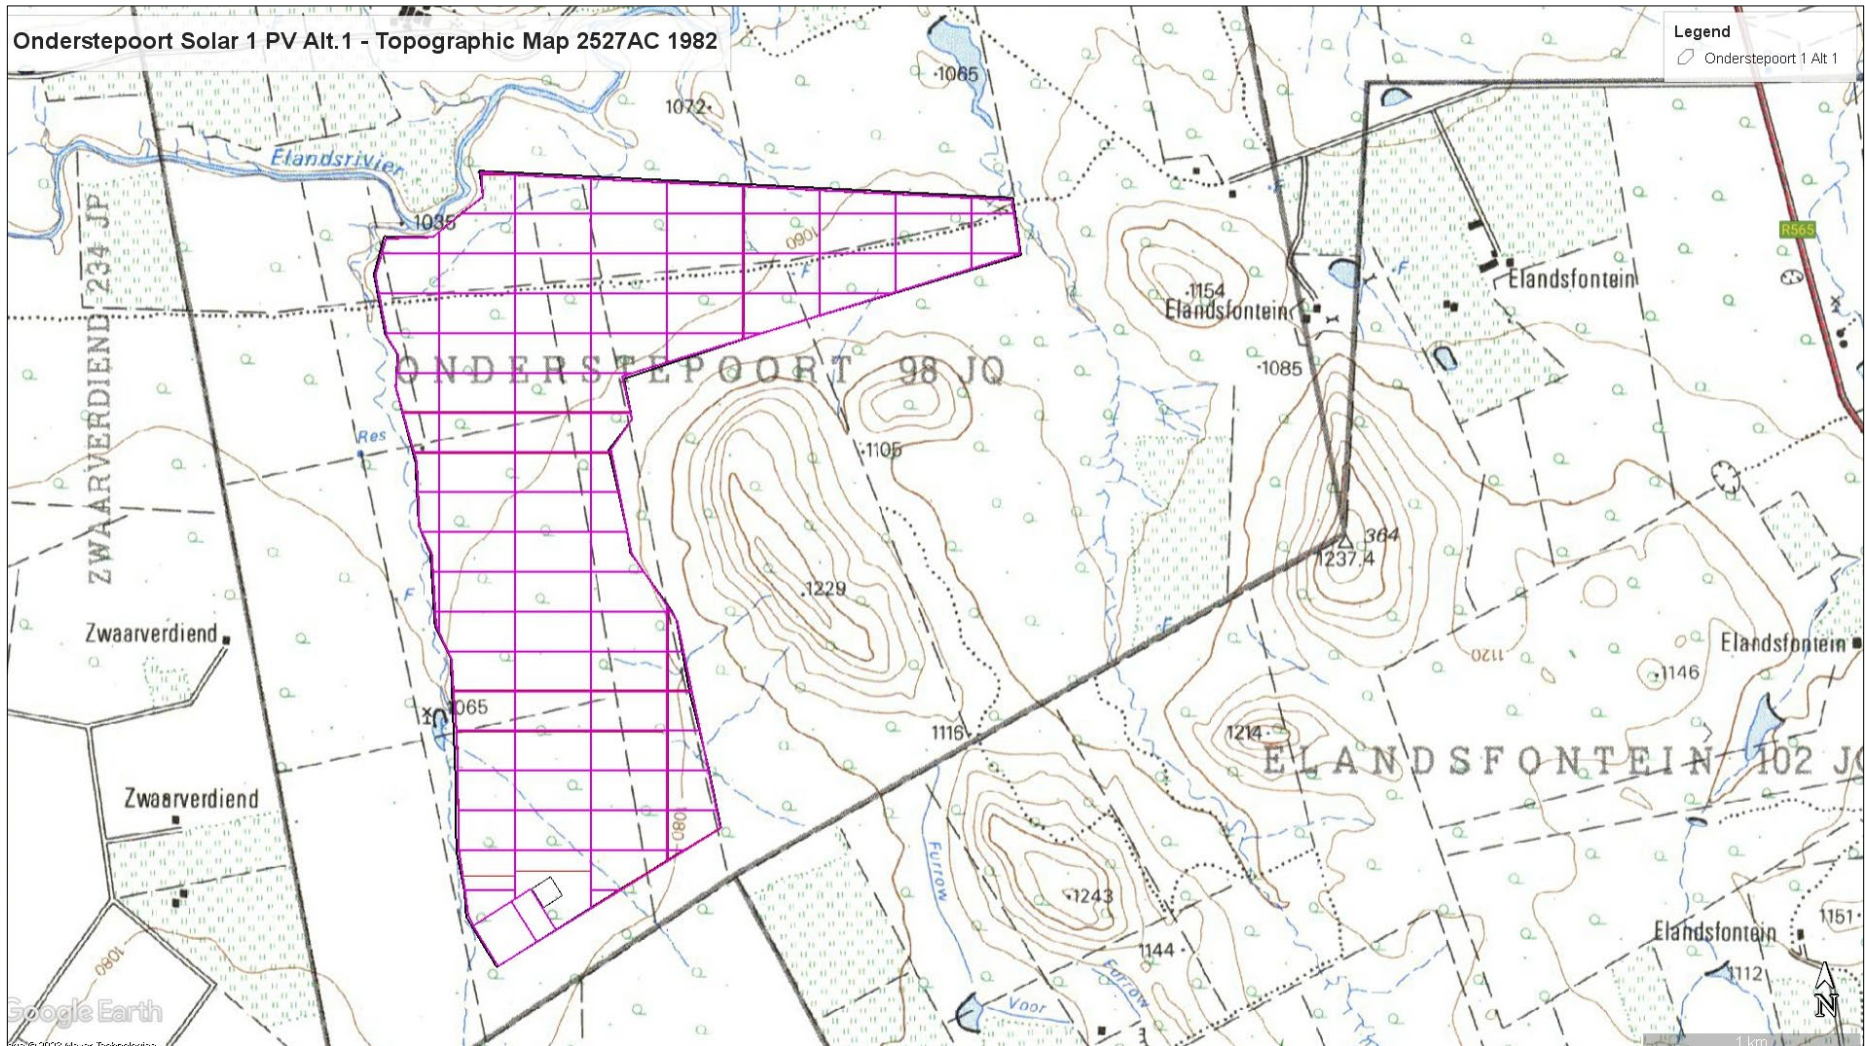 Onderstepoort Solar 1 PV Alt.1 - Topographic Map 2527AC 1982
Legend
Onderstepoort 1 Alt 1
1065
1072
Elandsrivier
1035
ZWAARVERDIEND 234 JP
1060
F
R565
Elandsfontein
1154
Elandsfontein
F
1085
ONDERSTEPOORT 98 JQ
Res
1105
364
1237.4
1229
F
F
Zwaarverdiend
Elandsfontein
1120
1146
1065
1116
1214
ELANDSFONTEIN 102 JQ
Zwaarverdiend
1080
Furrow
1243
1151
Elandsfontein
1144
1112
1080
Furrow
Voor
N
Google Earth
1 km